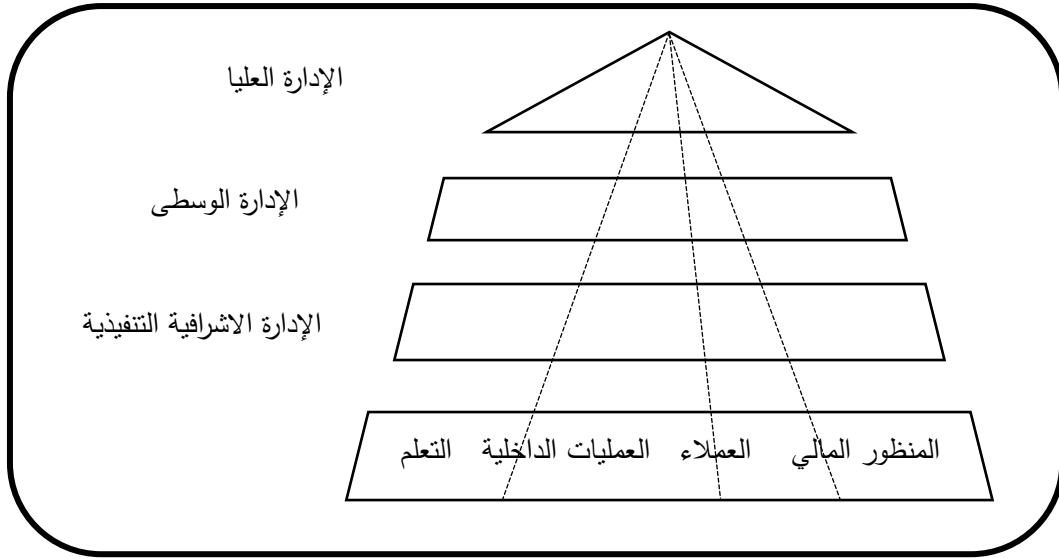 الإدارة العليا
الإدارة الوسطى
الإدارة الاشرافية التنفيذية
المنظور المالي العملاء العمليات الداخلية التعلم